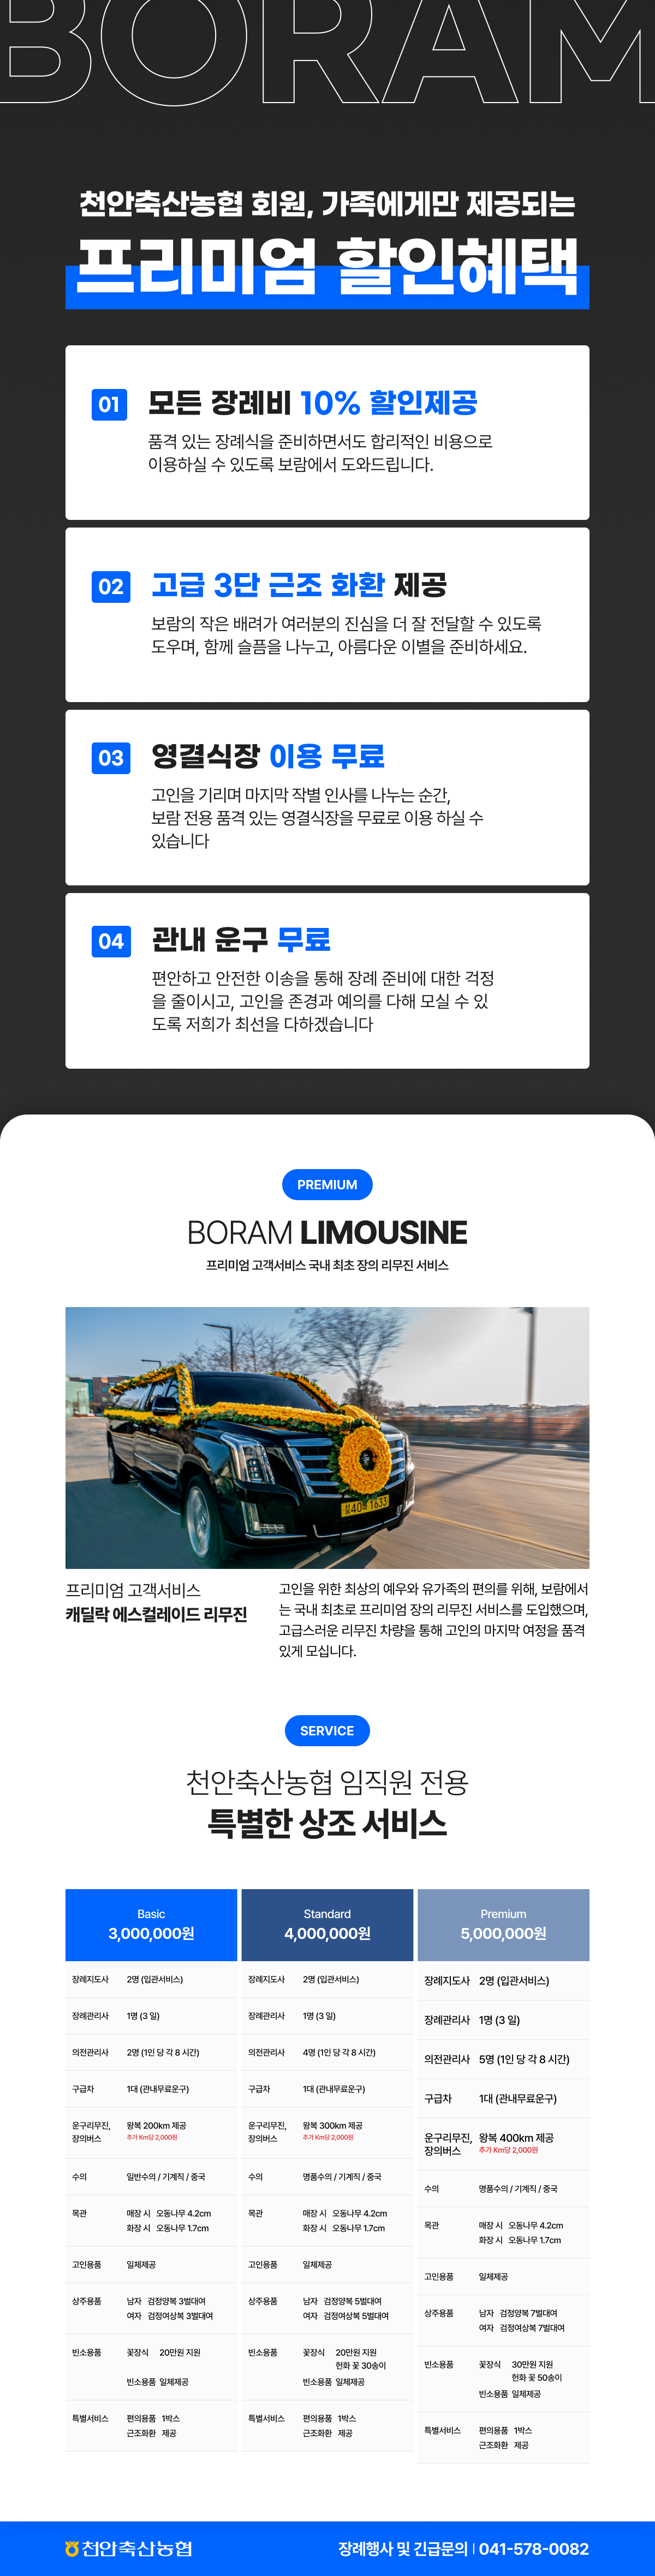 BORAM
천안축산농협 회원, 가족에게만 제공되는
프리미엄 할인혜택
01 모든 장례비 10% 할인제공
품격 있는 장례식을 준비하면서도 합리적인 비용으로
이용하실 수 있도록 보람에서 도와드립니다.
02 고급 3단 근조 화환 제공
보람의 작은 배려가 여러분의 진심을 더 잘 전달할 수 있도록
도우며, 함께 슬픔을 나누고, 아름다운 이별을 준비하세요.
03 영결식장 이용 무료
고인을 기리며 마지막 작별 인사를 나누는 순간,
보람 전용 품격 있는 영결식장을 무료로 이용 하실 수
있습니다
04 관내 운구 무료
편안하고 안전한 이송을 통해 장례 준비에 대한 걱정
을 줄이시고, 고인을 존경과 예의를 다해 모실 수 있
도록 저희가 최선을 다하겠습니다
PREMIUM
BORAM LIMOUSINE
프리미엄 고객서비스 국내 최초 장의 리무진 서비스
40 1633
프리미엄 고객서비스
캐딜락 에스컬레이드 리무진
고인을 위한 최상의 예우와 유가족의 편의를 위해, 보람에서
는 국내 최초로 프리미엄 장의 리무진 서비스를 도입했으며,
고급스러운 리무진 차량을 통해 고인의 마지막 여정을 품격
있게 모십니다.
SERVICE
천안축산농협 임직원 전용
특별한 상조 서비스
Basic
3,000,000원
장례지도사 2명 (입관서비스)
장례관리사 1명 (3 일)
의전관리사 2명 (1인 당 각 8 시간)
구급차 1대 (관내무료운구)
운구리무진, 왕복 200km 제공
장의버스 추가 Km당 2,000원
수의 일반수의 / 기계직 / 중국
목관 매장 시 오동나무 4.2cm
화장 시 오동나무 1.7cm
고인용품 일체제공
상주용품 남자 검정양복 3벌대여
여자 검정여상복 3벌대여
빈소용품 꽃장식 20만원 지원
빈소용품 일체제공
특별서비스 편의용품 1박스
근조화환 제공
Standard
4,000,000원
장례지도사 2명 (입관서비스)
장례관리사 1명 (3 일)
의전관리사 4명 (1인 당 각 8 시간)
구급차 1대 (관내무료운구)
운구리무진, 왕복 300km 제공
장의버스 추가 Km당 2,000원
수의 명품수의 / 기계직 / 중국
목관 매장 시 오동나무 4.2cm
화장 시 오동나무 1.7cm
고인용품 일체제공
상주용품 남자 검정양복 5벌대여
여자 검정여상복 5벌대여
빈소용품 꽃장식 20만원 지원
헌화 꽃 30송이
빈소용품 일체제공
특별서비스 편의용품 1박스
근조화환 제공
Premium
5,000,000원
장례지도사 2명 (입관서비스)
장례관리사 1명 (3 일)
의전관리사 5명 (1인 당 각 8 시간)
구급차 1대 (관내무료운구)
운구리무진, 왕복 400km 제공
장의버스 추가 Km당 2,000원
수의 명품수의 / 기계직 / 중국
목관 매장 시 오동나무 4.2cm
화장 시 오동나무 1.7cm
고인용품 일체제공
상주용품 남자 검정양복 7벌대여
여자 검정여상복 7벌대여
빈소용품 꽃장식 30만원 지원
헌화 꽃 50송이
빈소용품 일체제공
특별서비스 편의용품 1박스
근조화환 제공
천안축산농협
장례행사 및 긴급문의 | 041-578-0082